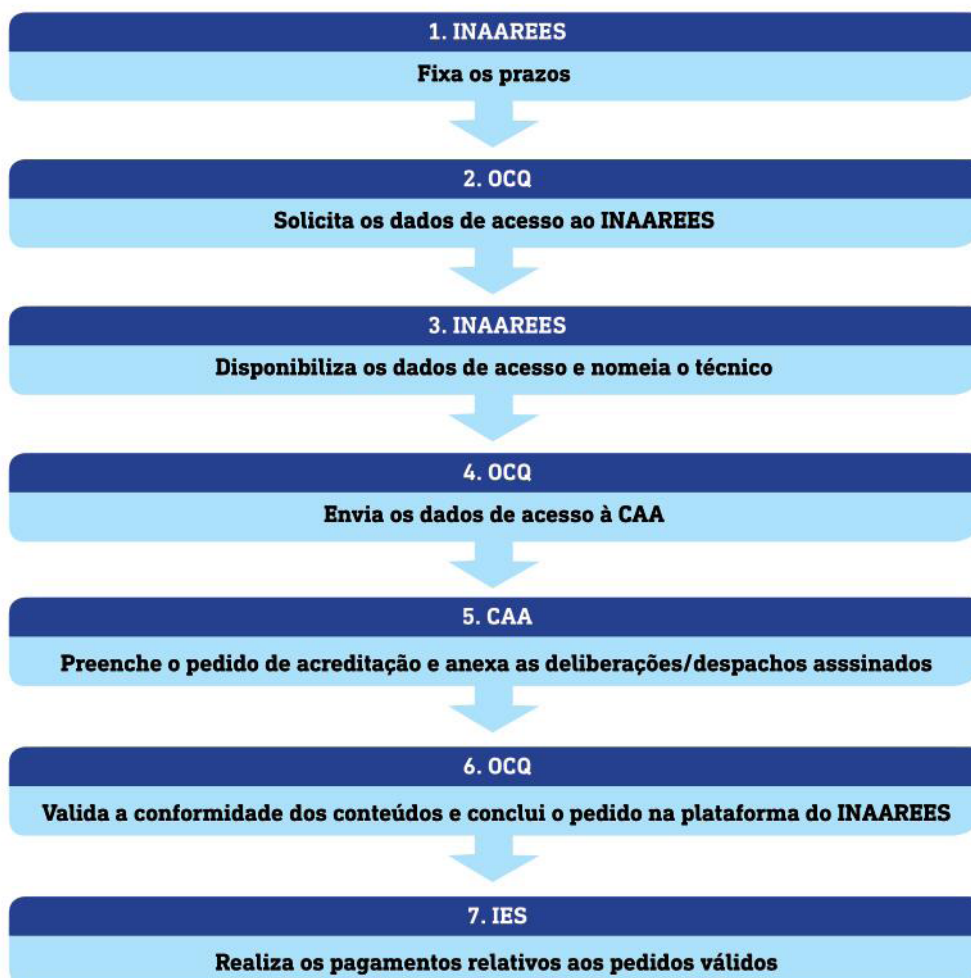 1. INAAREES
Fixa os prazos
2. OCQ
Solicita os dados de acesso ao INAAREES
3. INAAREES
Disponibiliza os dados de acesso e nomeia o técnico
4. OCQ
Envia os dados de acesso à CAA
5. CAA
Preenche o pedido de acreditação e anexa as deliberações/despachos asssinados
6. OCQ
Valida a conformidade dos conteúdos e conclui o pedido na plataforma do INAAREES
7. IES
Realiza os pagamentos relativos aos pedidos válidos